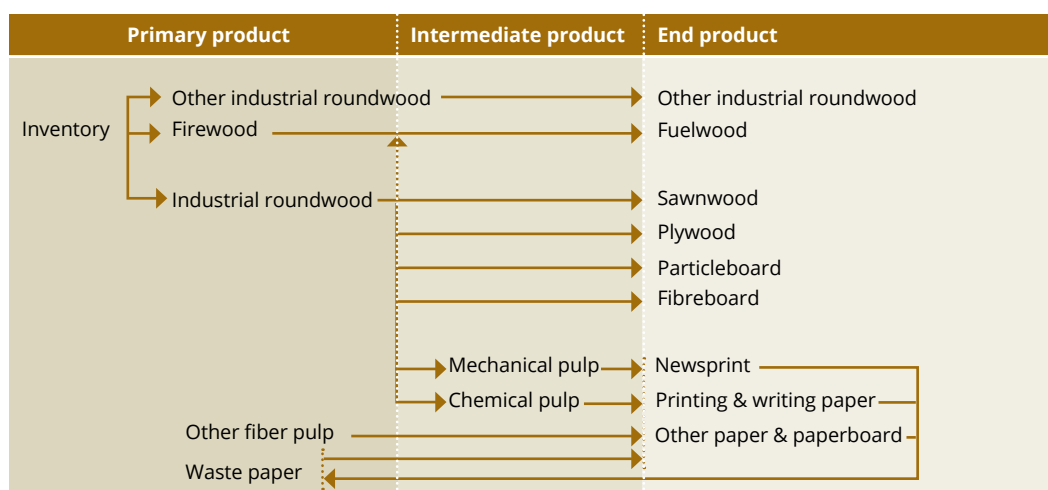 Primary product Intermediate product End product
Other industrial roundwood Other industrial roundwood
Inventory Firewood Fuelwood
Industrial roundwood Sawnwood
Plywood
Particleboard
Fibreboard
Mechanical pulp Newsprint
Chemical pulp Printing & writing paper
Other fiber pulp Other paper & paperboard
Waste paper